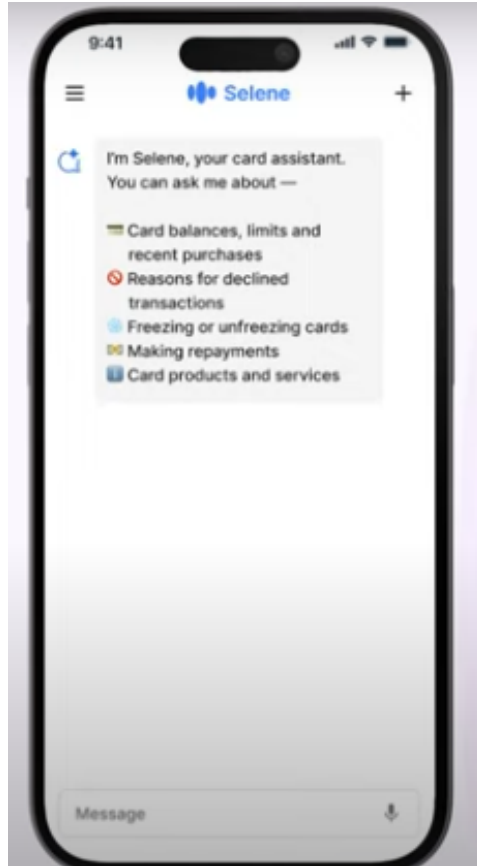 9:41
Selene
I'm Selene, your card assistant.
You can ask me about —
💳 Card balances, limits and
recent purchases
🚫 Reasons for declined
transactions
❄️ Freezing or unfreezing cards
💸 Making repayments
ℹ️ Card products and services
Message